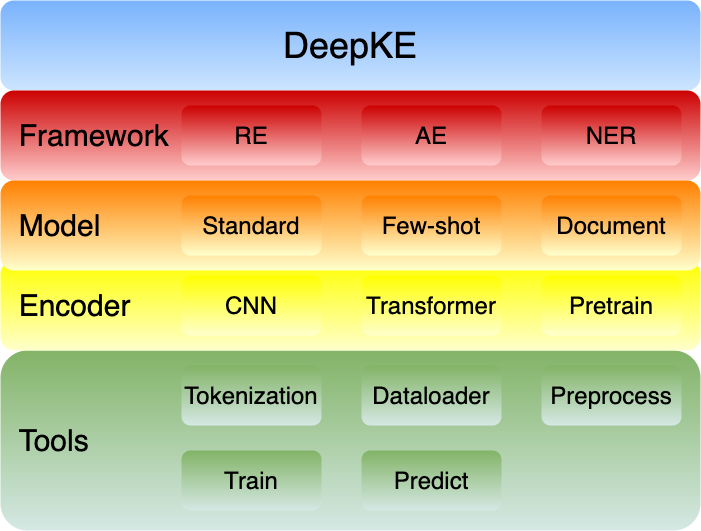 DeepKE
Framework RE AE NER
Model Standard Few-shot Document
Encoder CNN Transformer Pretrain
Tokenization Dataloader Preprocess
Tools
Train Predict